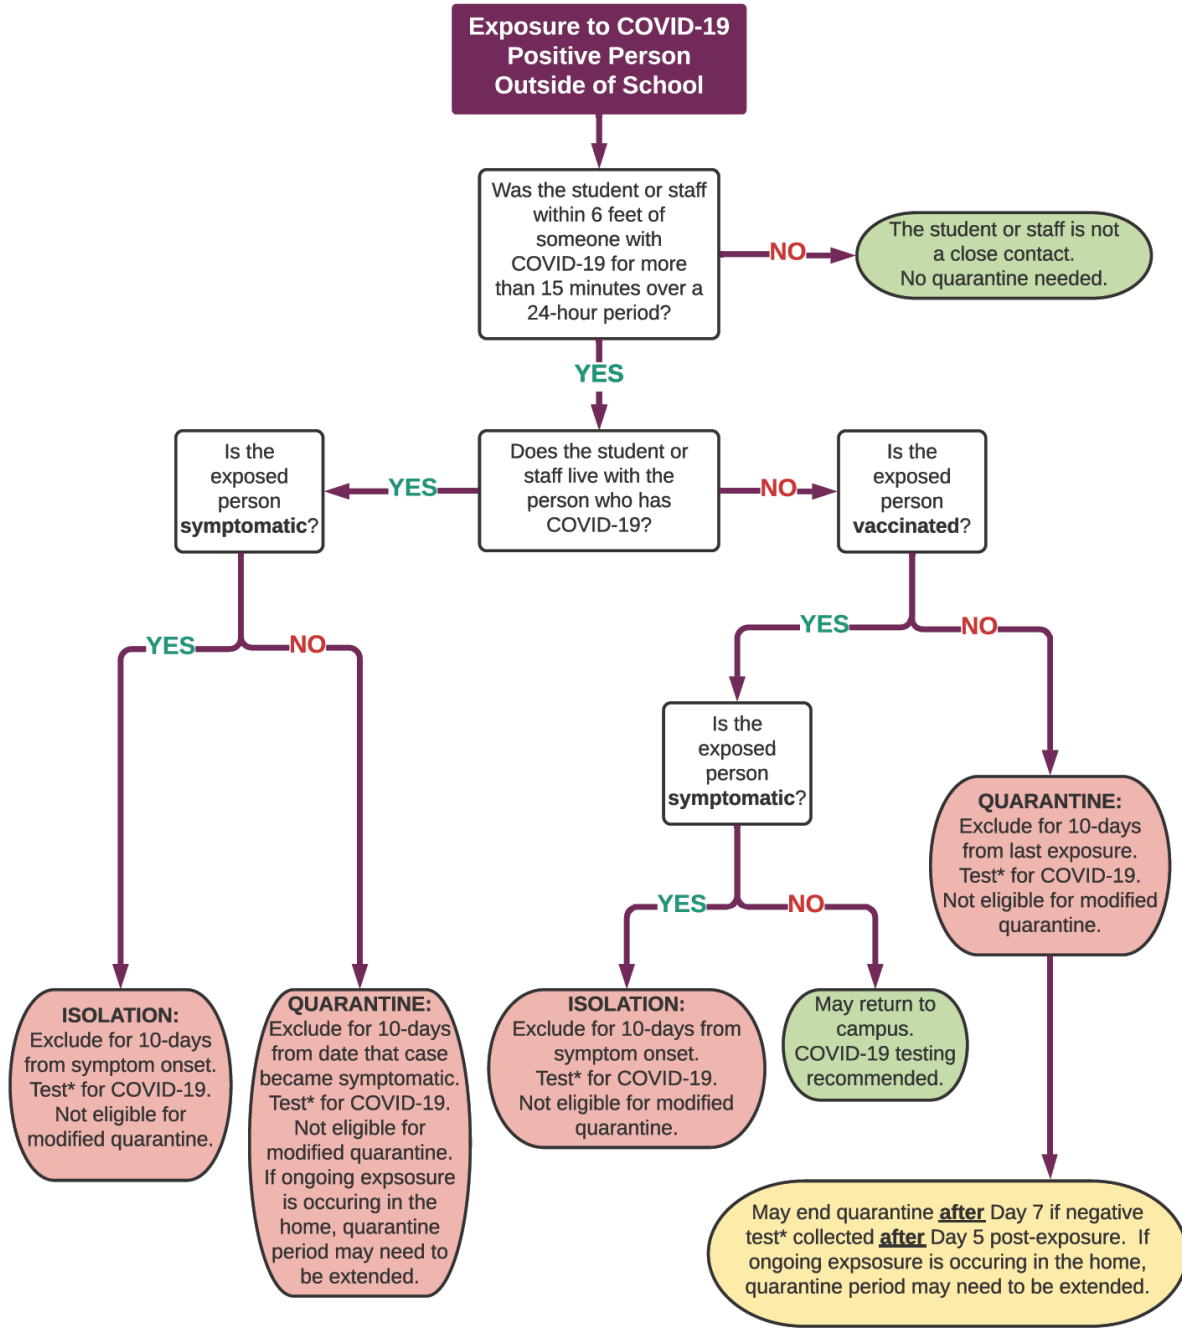 Exposure to COVID-19
Positive Person
Outside of School
Was the student or staff
within 6 feet of
someone with
COVID-19 for more
than 15 minutes over a
24-hour period?
NO
The student or staff is not
a close contact.
No quarantine needed.
YES
Does the student or
staff live with the
person who has
COVID-19?
YES
Is the
exposed
person
symptomatic?
NO
Is the
exposed
person
vaccinated?
YES
NO
YES
NO
Is the
exposed
person
symptomatic?
QUARANTINE:
Exclude for 10-days
from last exposure.
Test* for COVID-19.
Not eligible for modified
quarantine.
YES
NO
ISOLATION:
Exclude for 10-days
from symptom onset.
Test* for COVID-19.
Not eligible for
modified quarantine.
QUARANTINE:
Exclude for 10-days
from date that case
became symptomatic.
Test* for COVID-19.
Not eligible for
modified quarantine.
If ongoing expsosure
is occuring in the
home, quarantine
period may need to
be extended.
ISOLATION:
Exclude for 10-days from
symptom onset.
Test* for COVID-19.
Not eligible for modified
quarantine.
May return to
campus.
COVID-19 testing
recommended.
May end quarantine after Day 7 if negative
test* collected after Day 5 post-exposure. If
ongoing expsosure is occuring in the home,
quarantine period may need to be extended.